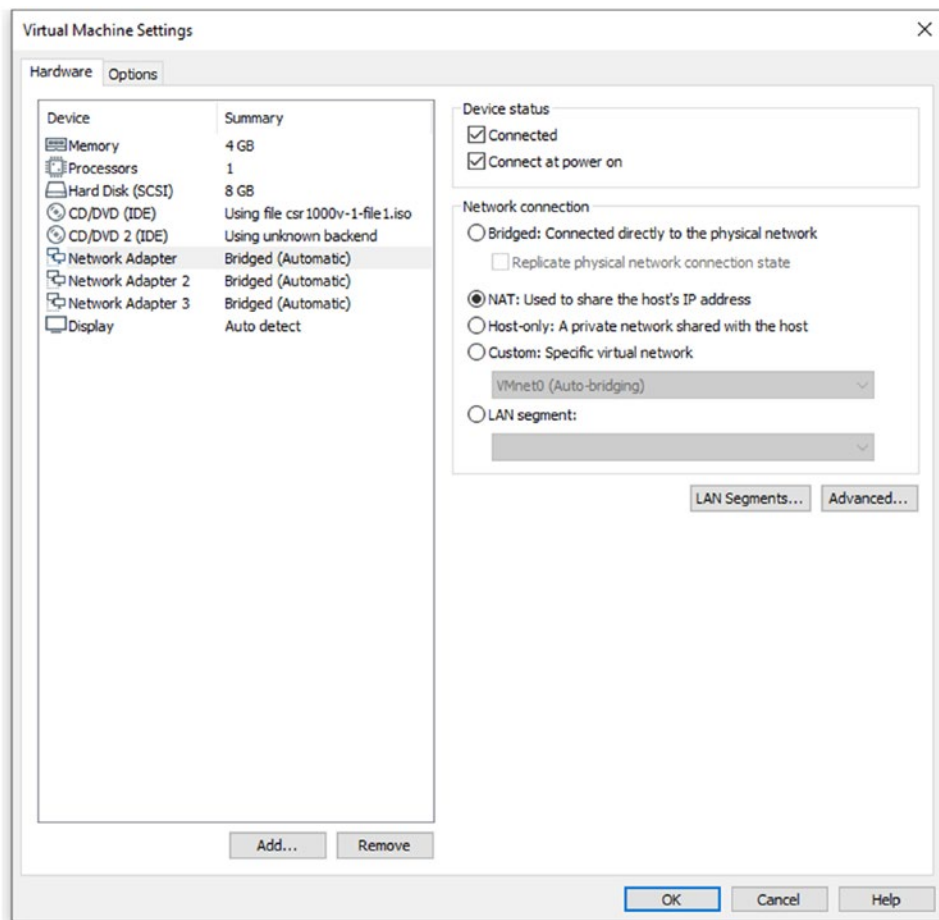 Virtual Machine Settings
Hardware
Options
Device Summary
Memory 4 GB
Processors 1
Hard Disk (SCSI) 8 GB
CD/DVD (IDE) Using file csr1000v-1-file1.iso
CD/DVD 2 (IDE) Using unknown backend
Network Adapter Bridged (Automatic)
Network Adapter 2 Bridged (Automatic)
Network Adapter 3 Bridged (Automatic)
Display Auto detect
Add... Remove
Device status
Connected
Connect at power on
Network connection
Bridged: Connected directly to the physical network
Replicate physical network connection state
NAT: Used to share the host's IP address
Host-only: A private network shared with the host
Custom: Specific virtual network
VMnet0 (Auto-bridging)
LAN segment:
LAN Segments... Advanced...
OK Cancel Help